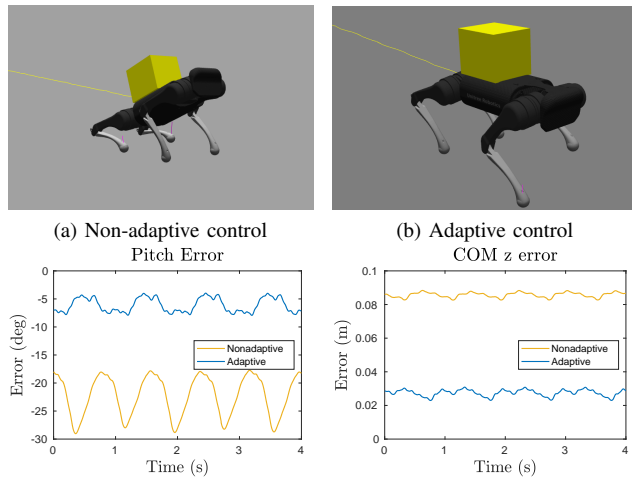 (a) Non-adaptive control
(b) Adaptive control
Pitch Error
0
-5
-10
-15
-20
-25
-30
Error (deg)
Nonadaptive
Adaptive
0
1
2
3
4
Time (s)
COM z error
0.1
0.08
0.06
0.04
0.02
0
Error (m)
Nonadaptive
Adaptive
0
1
2
3
4
Time (s)